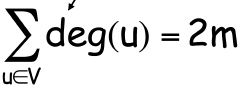 ∑ deg(u) = 2m
u∈V